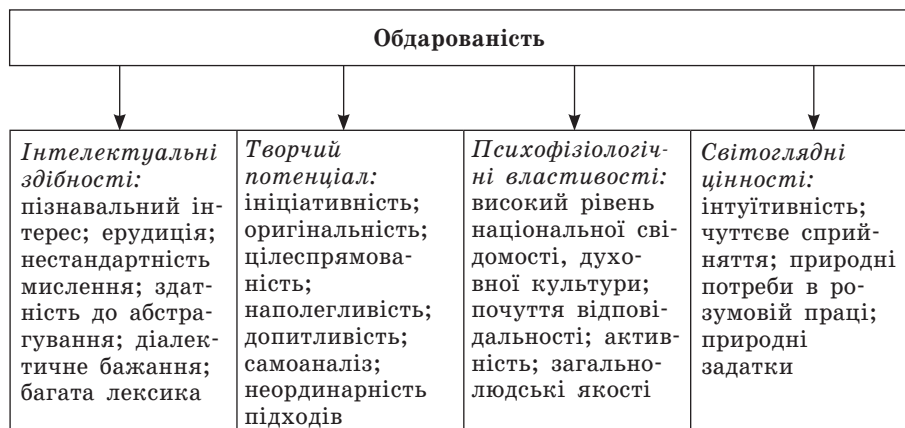 Обдарованість
Інтелектуальні
здібності:
пізнавальний ін-
терес; ерудиція;
нестандартність
мислення; здат-
ність до абстра-
гування; діалек-
тичне бажання;
багата лексика
Творчий
потенціал:
ініціативність;
оригінальність;
цілеспрямова-
ність;
наполегливість;
допитливість;
самоаналіз;
неординарність
підходів
Психофізіологіч-
ні властивості:
високий рівень
національної сві-
домості, духо-
вної культури;
почуття відпові-
дальності; актив-
ність; загально-
людські якості
Світоглядні
цінності:
інтуїтивність;
чуттєве сприй-
няття; природні
потреби в ро-
зумовій праці;
природні
задатки